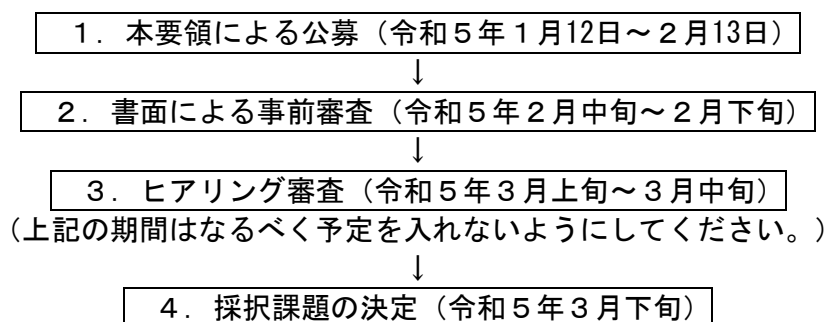 １．本要領による公募（令和５年１月12日～２月13日）
↓
２．書面による事前審査（令和５年２月中旬～２月下旬）
↓
３．ヒアリング審査（令和５年３月上旬～３月中旬）
（上記の期間はなるべく予定を入れないようにしてください。）
↓
４．採択課題の決定（令和５年３月下旬）